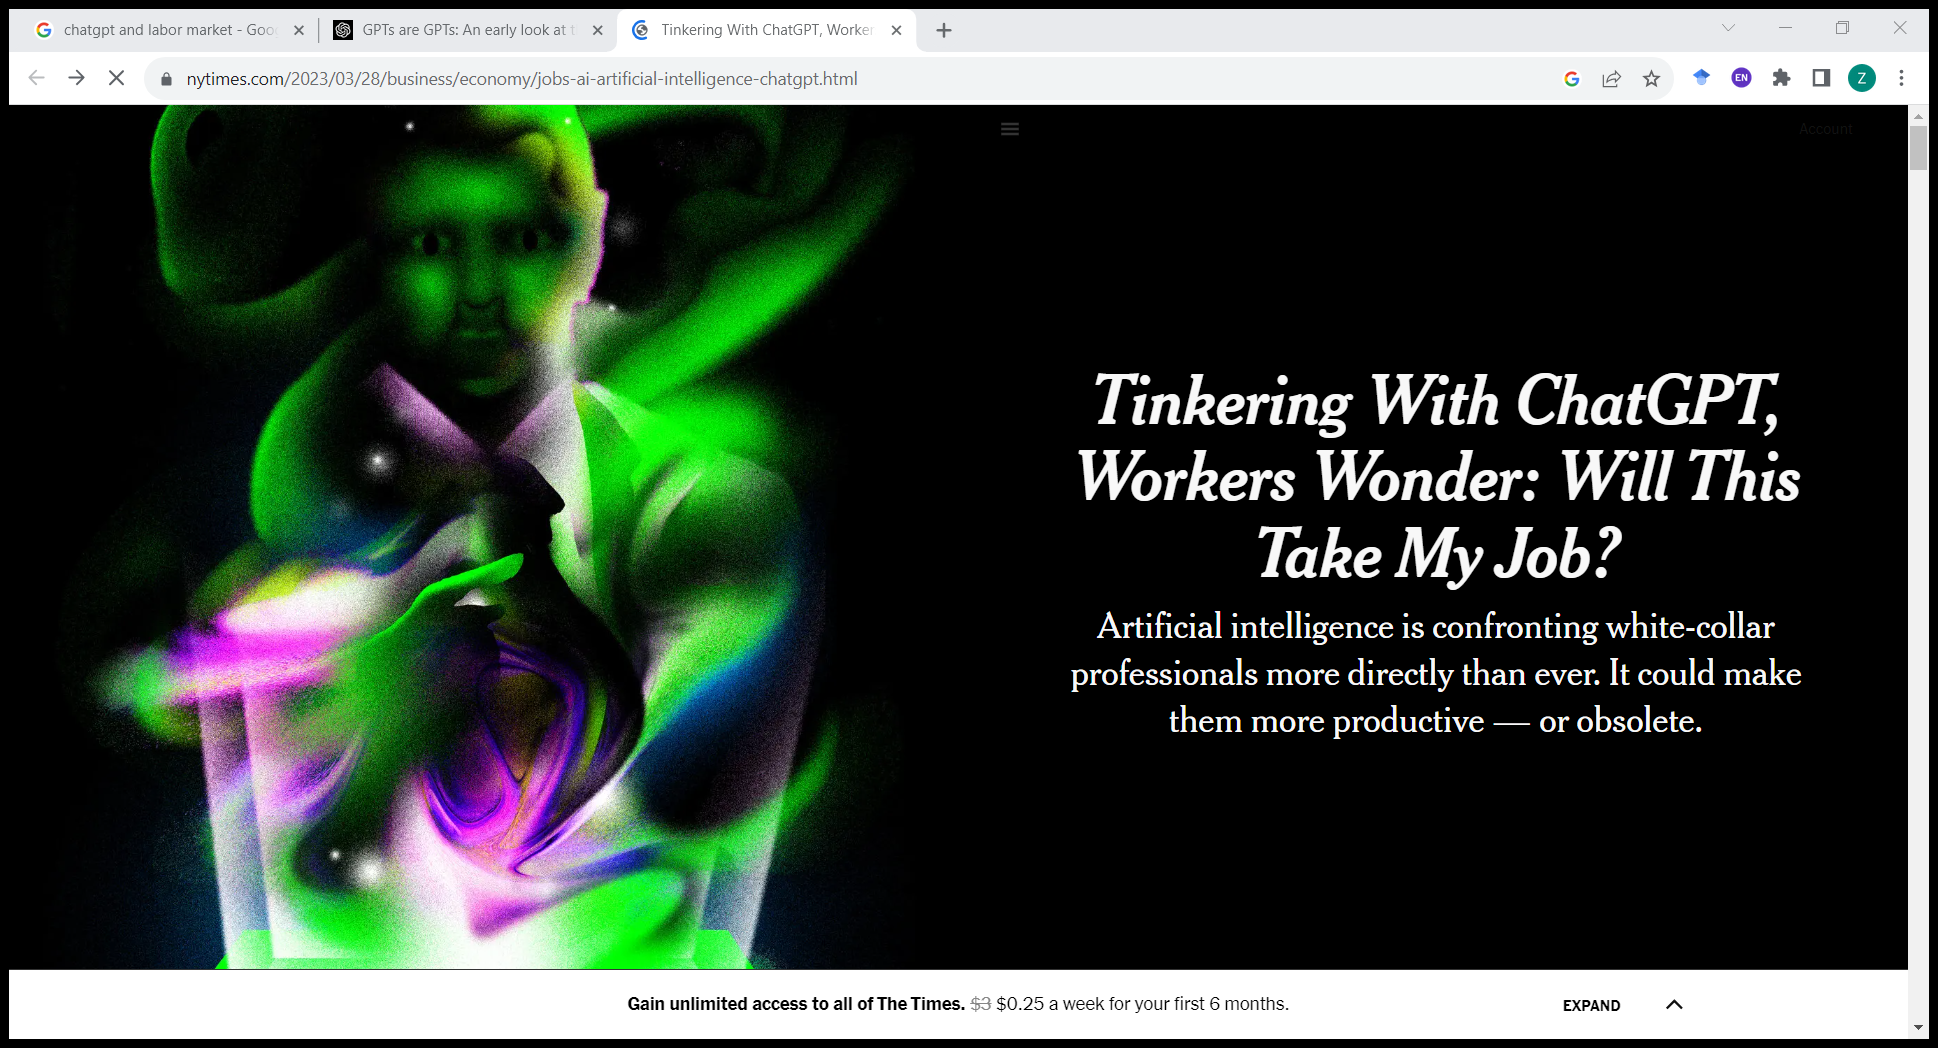 chatgpt and labor market - Goo
GPTs are GPTs: An early look at t
Tinkering With ChatGPT, Worker
nytimes.com/2023/03/28/business/economy/jobs-ai-artificial-intelligence-chatgpt.html
EN
Z
Account
Tinkering With ChatGPT,
Workers Wonder: Will This
Take My Job?
Artificial intelligence is confronting white-collar
professionals more directly than ever. It could make
them more productive — or obsolete.
Gain unlimited access to all of The Times. $3 $0.25 a week for your first 6 months.
EXPAND